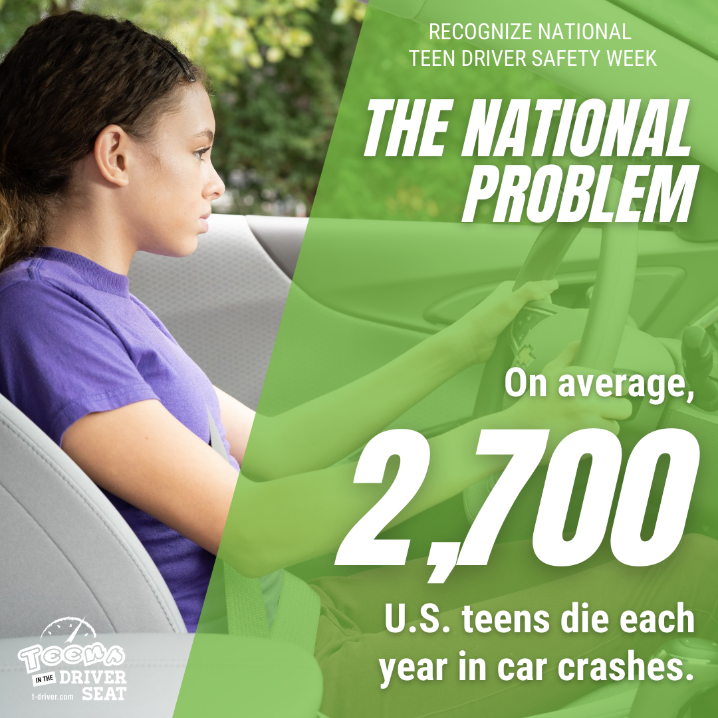 RECOGNIZE NATIONAL
TEEN DRIVER SAFETY WEEK
THE NATIONAL
PROBLEM
On average,
2,700
U.S. teens die each
year in car crashes.
TEENS
IN THE DRIVER
SEAT
t-driver.com